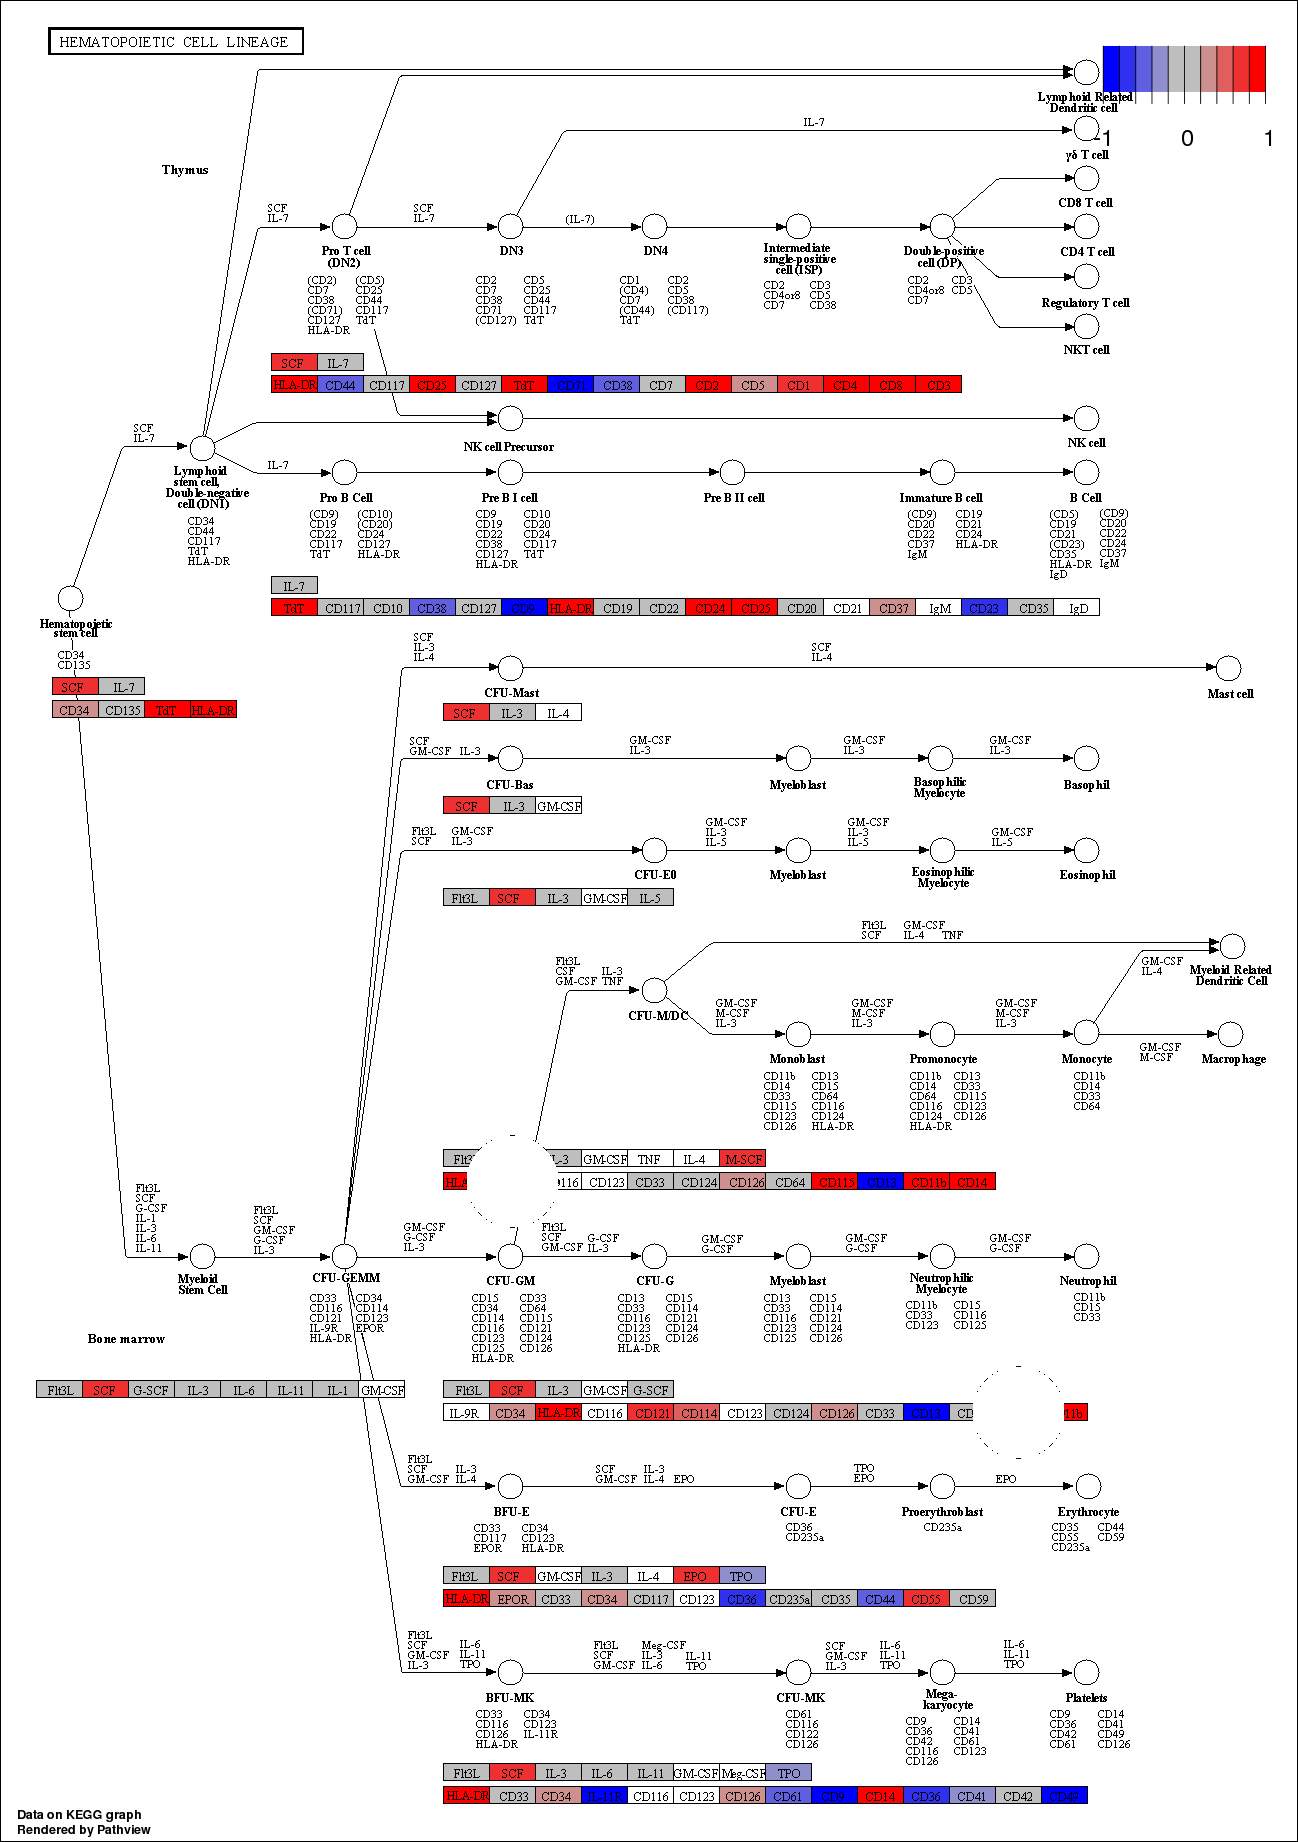 HEMATOPOIETIC CELL LINEAGE
Lymphoid Related
Dendritic cell
-1 0 1
IL-7
γδ T cell
Thymus
CD8 T cell
SCF
IL-7
SCF
IL-7
(IL-7)
Pro T cell
(DN2)
DN3
DN4
Intermediate
single-positive
cell (ISP)
Double-positive
cell (DP)
CD4 T cell
Regulatory T cell
NKT cell
(CD2) (CD5)
CD7 CD25
CD38 CD44
(CD71) CD117
CD127 TdT
HLA-DR
CD2 CD5
CD7 CD25
CD38 CD44
CD71 CD117
(CD127) TdT
CD1 CD2
(CD4) CD5
CD7 CD38
(CD44) (CD117)
TdT
CD2 CD3
CD4or8 CD5
CD7 CD38
CD2 CD3
CD4or8 CD5
CD7
SCF IL-7
HLA-DR CD44 CD117 CD25 CD127 TdT CD38 CD7 CD2 CD5 CD1 CD4 CD8 CD3
SCF
IL-7
NK cell Precursor
NK cell
Lymphoid
stem cell,
Double-negative
cell (DN1)
IL-7
Pro B Cell
Pre B I cell
Pre B II cell
Immature B cell
B Cell
CD34
CD44
CD117
TdT
HLA-DR
(CD9) (CD10)
CD19 (CD20)
CD22 CD24
CD117 CD127
TdT HLA-DR
CD9 CD10
CD19 CD20
CD22 CD24
CD38 CD117
CD127 TdT
HLA-DR
(CD9) CD19
CD20 CD21
CD22 CD24
CD37 HLA-DR
IgM
(CD5) (CD9)
CD19 CD20
CD21 CD22
(CD23) CD24
CD35 CD37
HLA-DR IgM
IgD
IL-7
TdT CD117 CD10 CD38 CD127 CD9 HLA-DR CD19 CD22 CD24 CD25 CD20 CD21 CD37 IgM CD23 CD35 IgD
Hematopoietic
stem cell
CD34
CD135
SCF IL-7
CD34 CD135 TdT HLA-DR
SCF
IL-3
IL-4
SCF
IL-4
CFU-Mast
Mast cell
SCF IL-3 IL-4
SCF
GM-CSF IL-3
GM-CSF
IL-3
GM-CSF
IL-3
GM-CSF
IL-3
CFU-Bas
Myeloblast
Basophilic
Myelocyte
Basophil
SCF IL-3 GM-CSF
Flt3L GM-CSF
SCF IL-3
GM-CSF
IL-3
IL-5
GM-CSF
IL-3
IL-5
GM-CSF
IL-5
CFU-E0
Myeloblast
Eosinophilic
Myelocyte
Eosinophil
Flt3L SCF IL-3 GM-CSF IL-5
Flt3L GM-CSF
SCF IL-4 TNF
Flt3L
CSF IL-3
GM-CSF TNF
GM-CSF
IL-4
Myeloid Related
Dendritic Cell
CFU-M/DC
GM-CSF
M-CSF
IL-3
GM-CSF
M-CSF
IL-3
GM-CSF
M-CSF
IL-3
GM-CSF
M-CSF
Monoblast
Promonocyte
Monocyte
Macrophage
CD11b CD13
CD14 CD15
CD33 CD64
CD115 CD116
CD123 CD124
CD126 HLA-DR
CD11b CD13
CD14 CD33
CD64 CD115
CD116 CD123
CD124 CD126
HLA-DR
CD11b
CD14
CD33
CD64
GM-CSF TNF IL-4 M-SCF
CD123 CD33 CD124 CD126 CD64 CD115 CD13 CD11b CD14
Flt3L
SCF
G-CSF
IL-1
IL-3
IL-6
IL-11
Flt3L
SCF
GM-CSF
G-CSF
IL-3
GM-CSF
G-CSF
IL-3
Flt3L
SCF G-CSF
GM-CSF IL-3
GM-CSF
G-CSF
GM-CSF
G-CSF
GM-CSF
G-CSF
Myeloid
Stem Cell
CFU-GEMM
CFU-GM
CFU-G
Myeloblast
Neutrophilic
Myelocyte
Neutrophil
CD33 CD34
CD116 CD114
CD121 CD123
IL-9R EPOR
HLA-DR
CD15 CD33
CD34 CD64
CD114 CD115
CD116 CD121
CD123 CD124
CD125 CD126
HLA-DR
CD13 CD15
CD33 CD114
CD116 CD121
CD123 CD124
CD125 CD126
HLA-DR
CD13 CD15
CD33 CD114
CD116 CD121
CD123 CD124
CD125 CD126
CD11b CD15
CD33 CD116
CD123 CD125
CD11b
CD15
CD33
Bone marrow
Flt3L SCF G-SCF IL-3 IL-6 IL-11 IL-1 GM-CSF
Flt3L SCF IL-3 GM-CSF G-SCF
IL-9R CD34 HLA-DR CD116 CD121 CD114 CD123 CD124 CD126 CD33
Flt3L
SCF IL-3
GM-CSF IL-4
SCF IL-3
GM-CSF IL-4 EPO
TPO
EPO
EPO
BFU-E
CFU-E
Proerythroblast
Erythrocyte
CD33 CD34
CD117 CD123
EPOR HLA-DR
CD36
CD235a
CD235a
CD35 CD44
CD55 CD59
CD235a
Flt3L SCF GM-CSF IL-3 IL-4 EPO TPO
HLA-DR EPOR CD33 CD34 CD117 CD123 CD36 CD235a CD35 CD44 CD55 CD59
Flt3L
SCF IL-6
GM-CSF IL-11
IL-3 TPO
Flt3L Meg-CSF
SCF IL-3 IL-11
GM-CSF IL-6 TPO
SCF IL-6
GM-CSF IL-11
IL-3 TPO
IL-6
IL-11
TPO
BFU-MK
CFU-MK
Mega-
karyocyte
Platelets
CD33 CD34
CD116 CD123
CD126 IL-11R
HLA-DR
CD61
CD116
CD122
CD126
CD9 CD14
CD36 CD41
CD42 CD61
CD116 CD123
CD126
CD9 CD14
CD36 CD41
CD42 CD49
CD61 CD126
Flt3L SCF IL-3 IL-6 IL-11 GM-CSF Meg-CSF TPO
HLA-DR CD33 CD34 IL-11R CD116 CD123 CD126 CD61 CD9 CD14 CD36 CD41 CD42 CD49
Data on KEGG graph
Rendered by Pathview